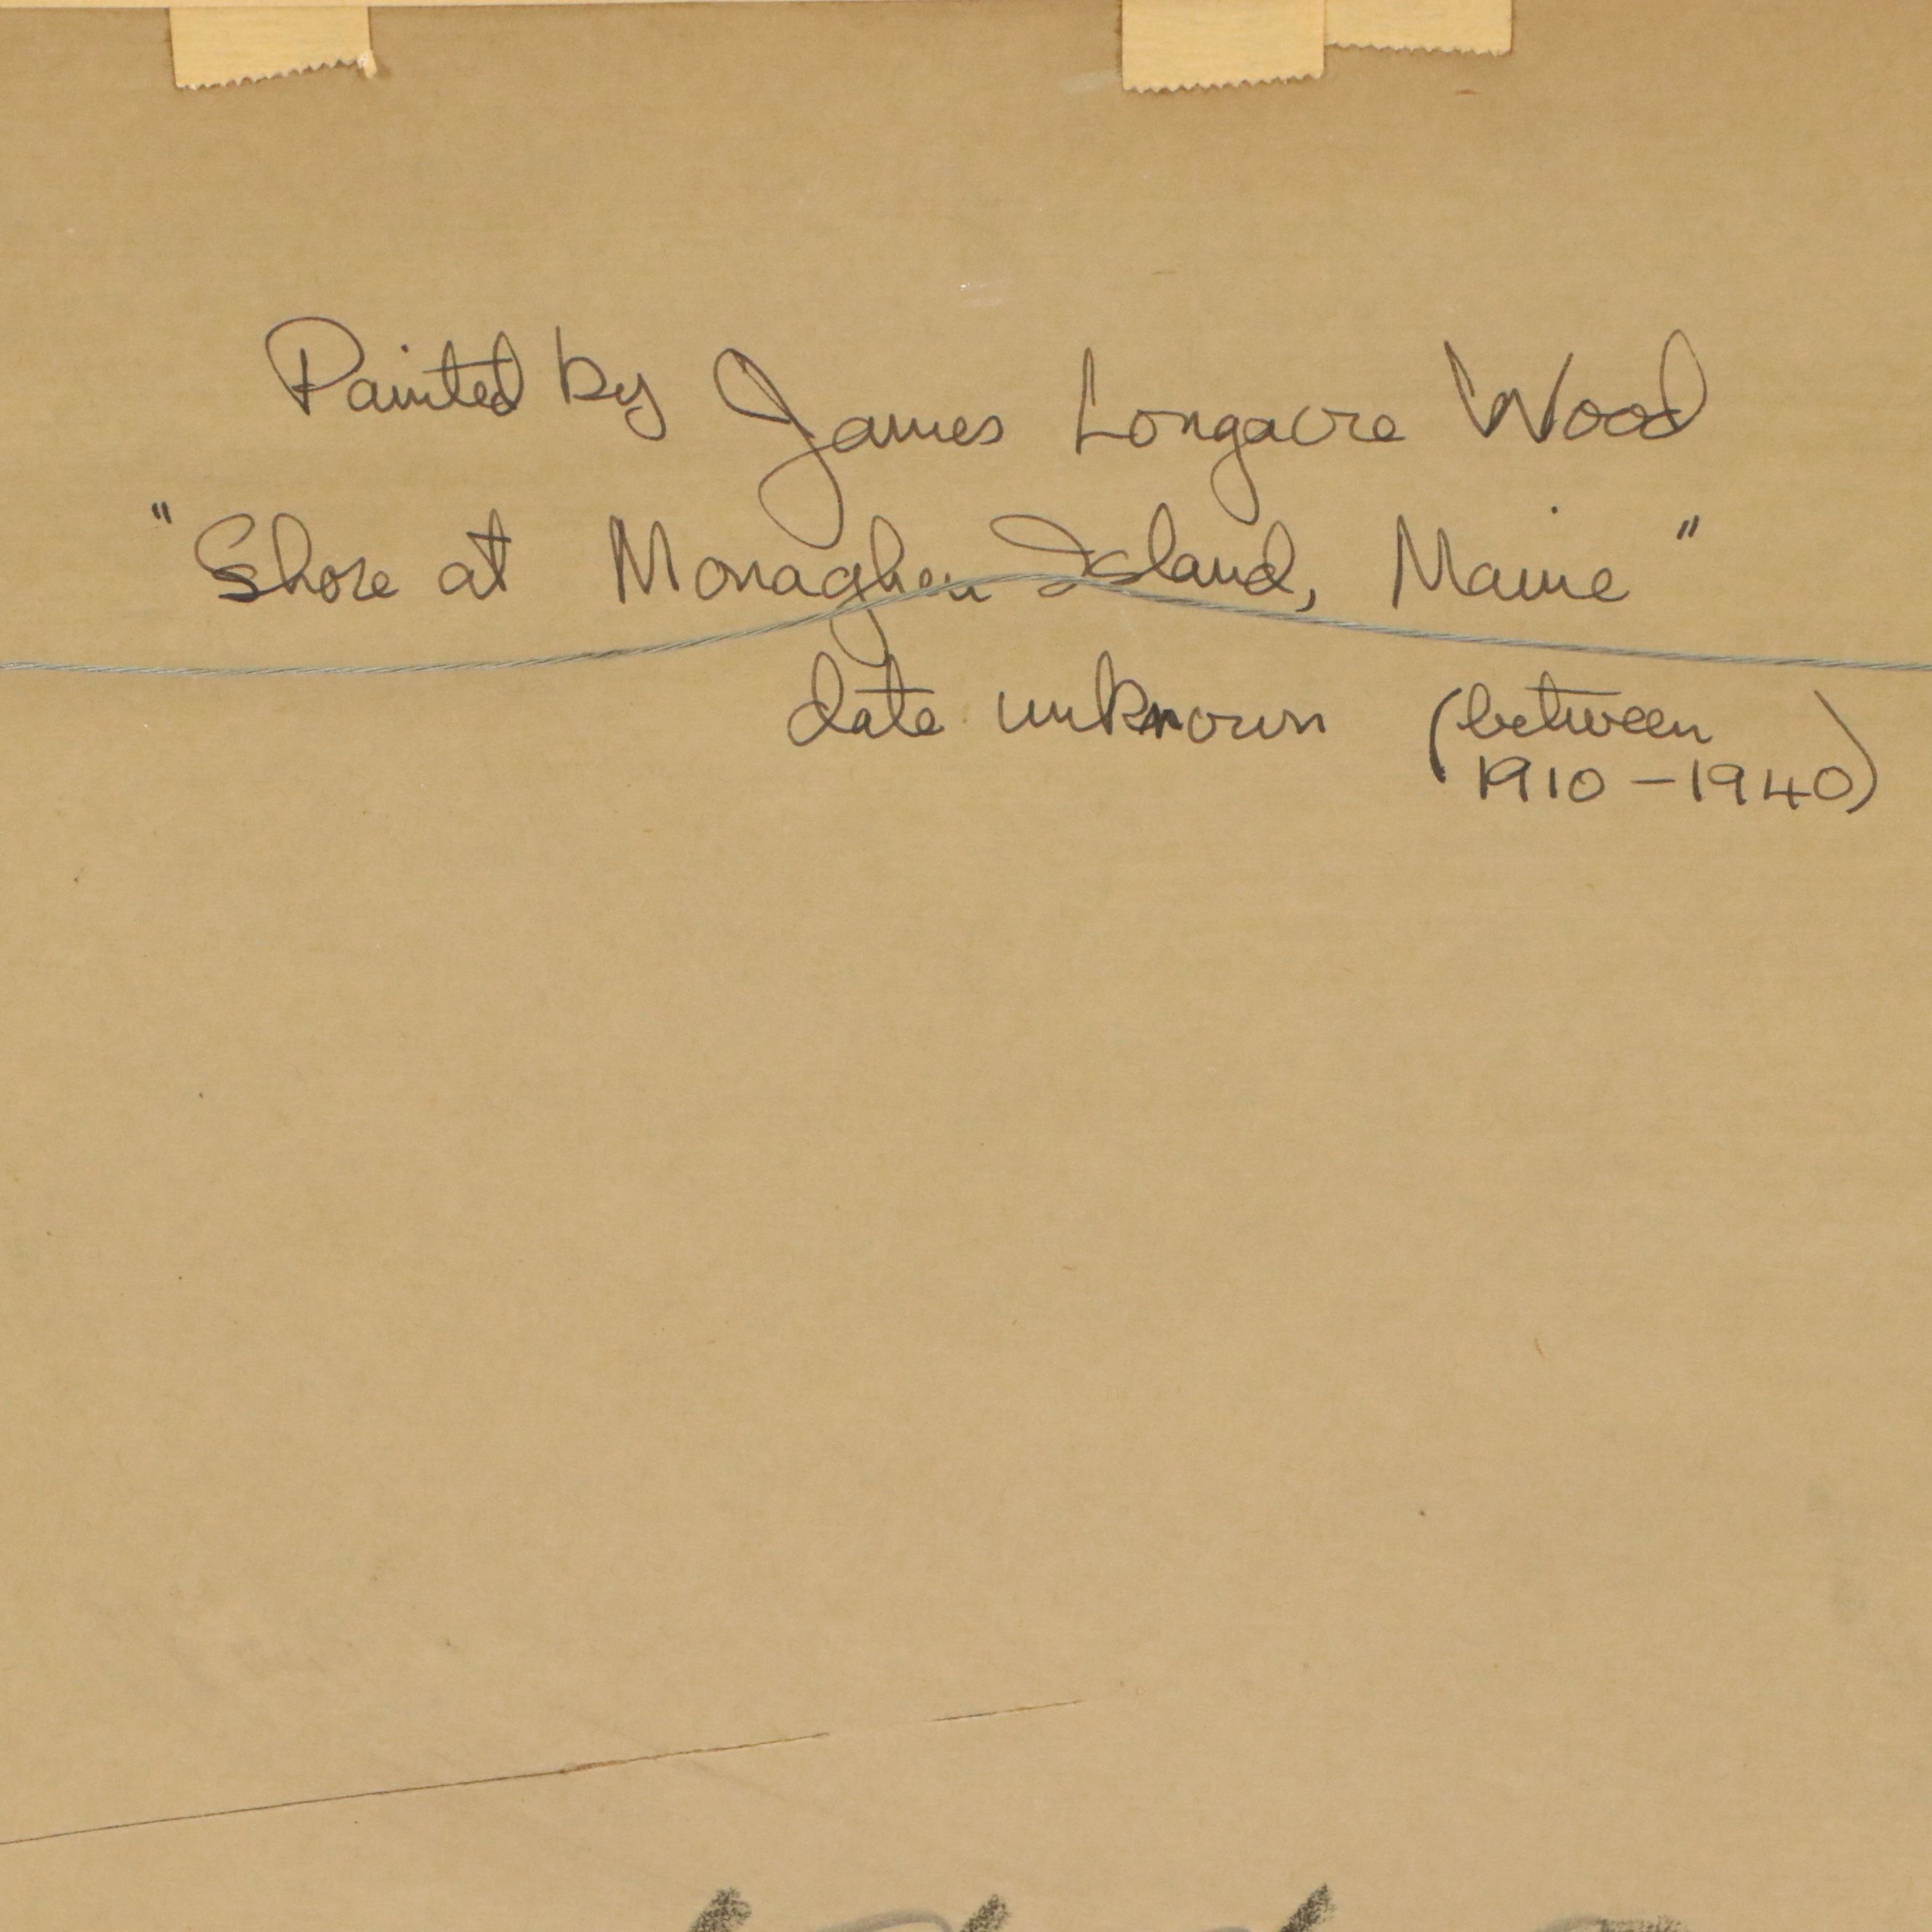 Painted by James Longacre Wood
"Shore at Monaghen Island, Maine"
date unknown (between
1910-1940)